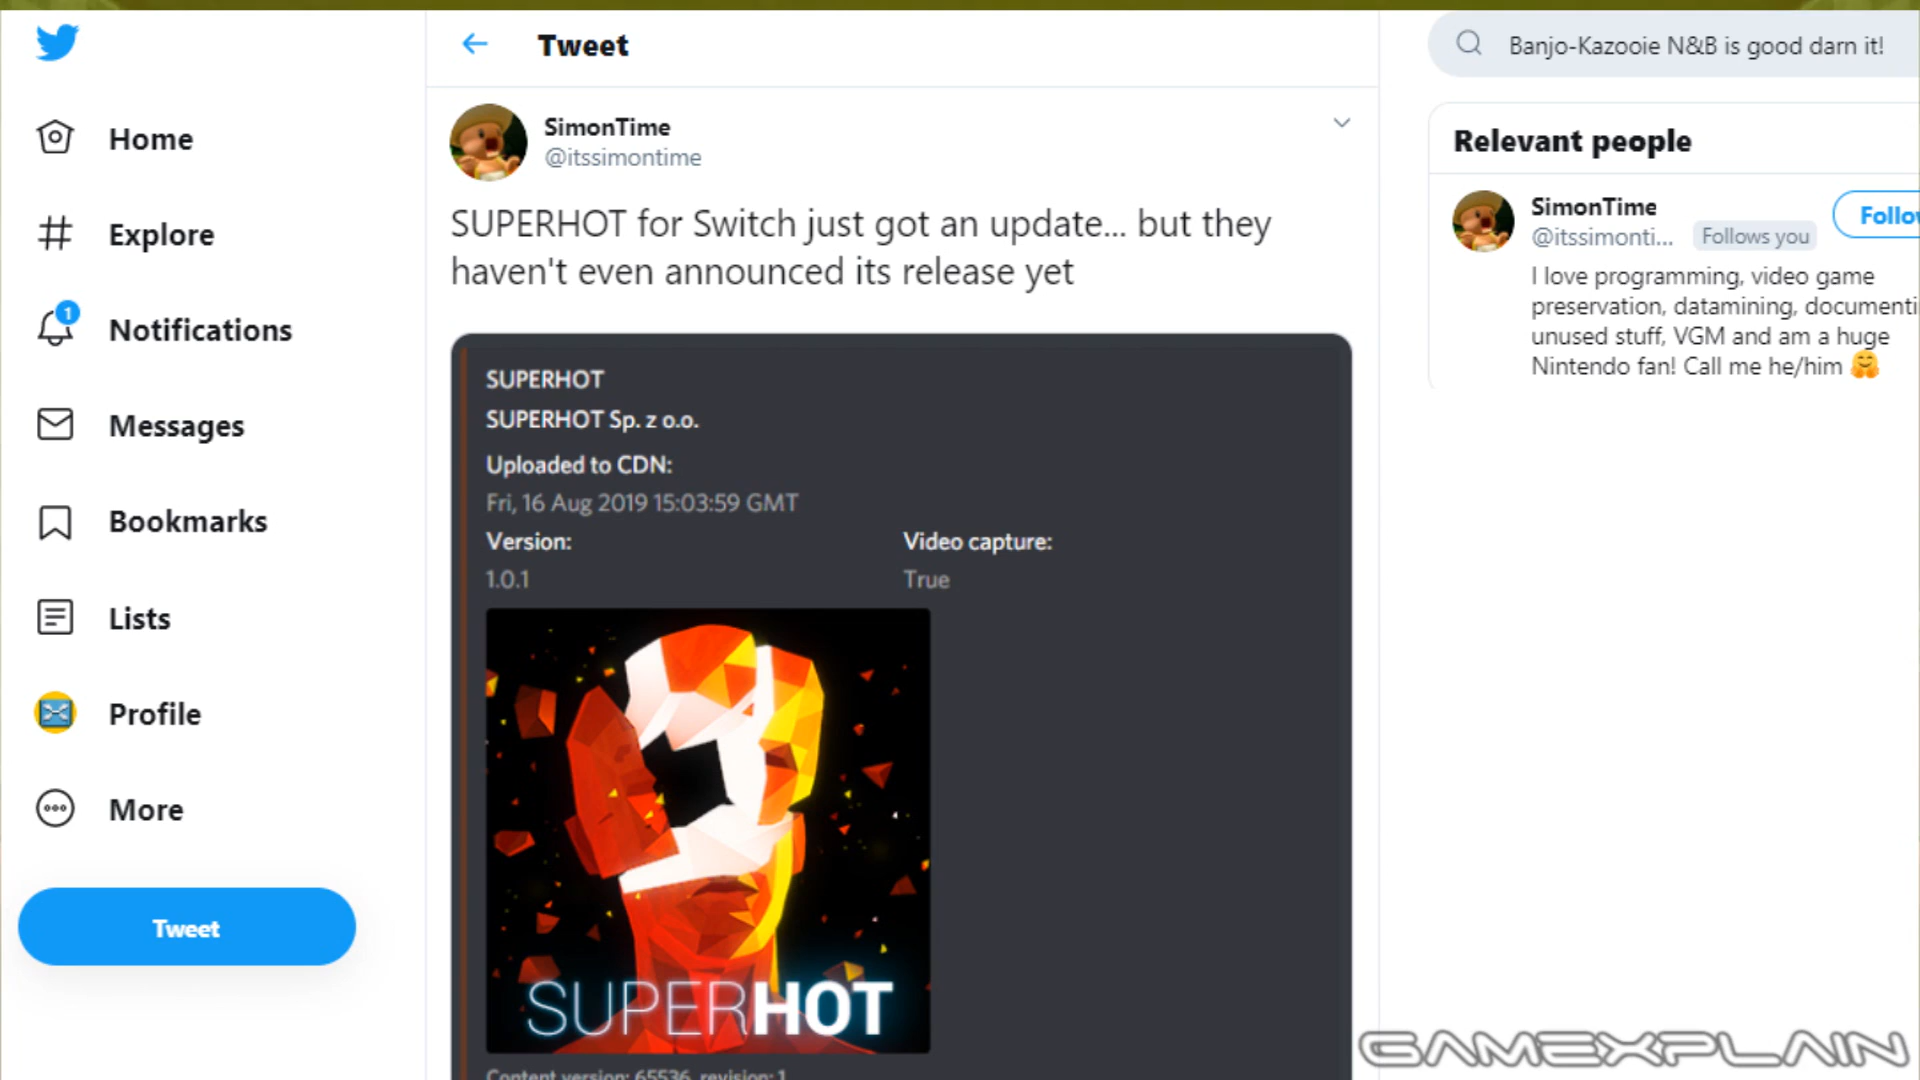 Tweet
Banjo-Kazooie N&B is good darn it!
Home
Explore
1
Notifications
Messages
Bookmarks
Lists
Profile
More
Tweet
SimonTime
@itssimontime
SUPERHOT for Switch just got an update... but they
haven't even announced its release yet
SUPERHOT
SUPERHOT Sp. z o.o.
Uploaded to CDN:
Fri, 16 Aug 2019 15:03:59 GMT
Version:
Video capture:
1.0.1
True
SUPERHOT
Content version: 65536, revision: 1
Relevant people
SimonTime
@itssimonti... Follows you
Follo
I love programming, video game
preservation, datamining, documenti
unused stuff, VGM and am a huge
Nintendo fan! Call me he/him 🤗
GAMEXPLAIN